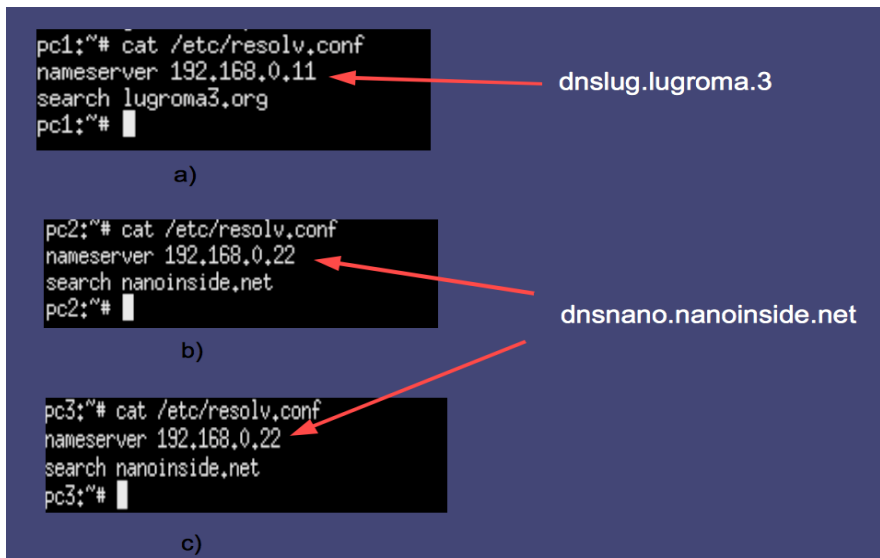 pc1:~# cat /etc/resolv.conf
nameserver 192.168.0.11
search lugroma3.org
pc1:~#
dnslug.lugroma.3
a)
pc2:~# cat /etc/resolv.conf
nameserver 192.168.0.22
search nanoinside.net
pc2:~#
dnsnano.nanoinside.net
b)
pc3:~# cat /etc/resolv.conf
nameserver 192.168.0.22
search nanoinside.net
pc3:~#
c)